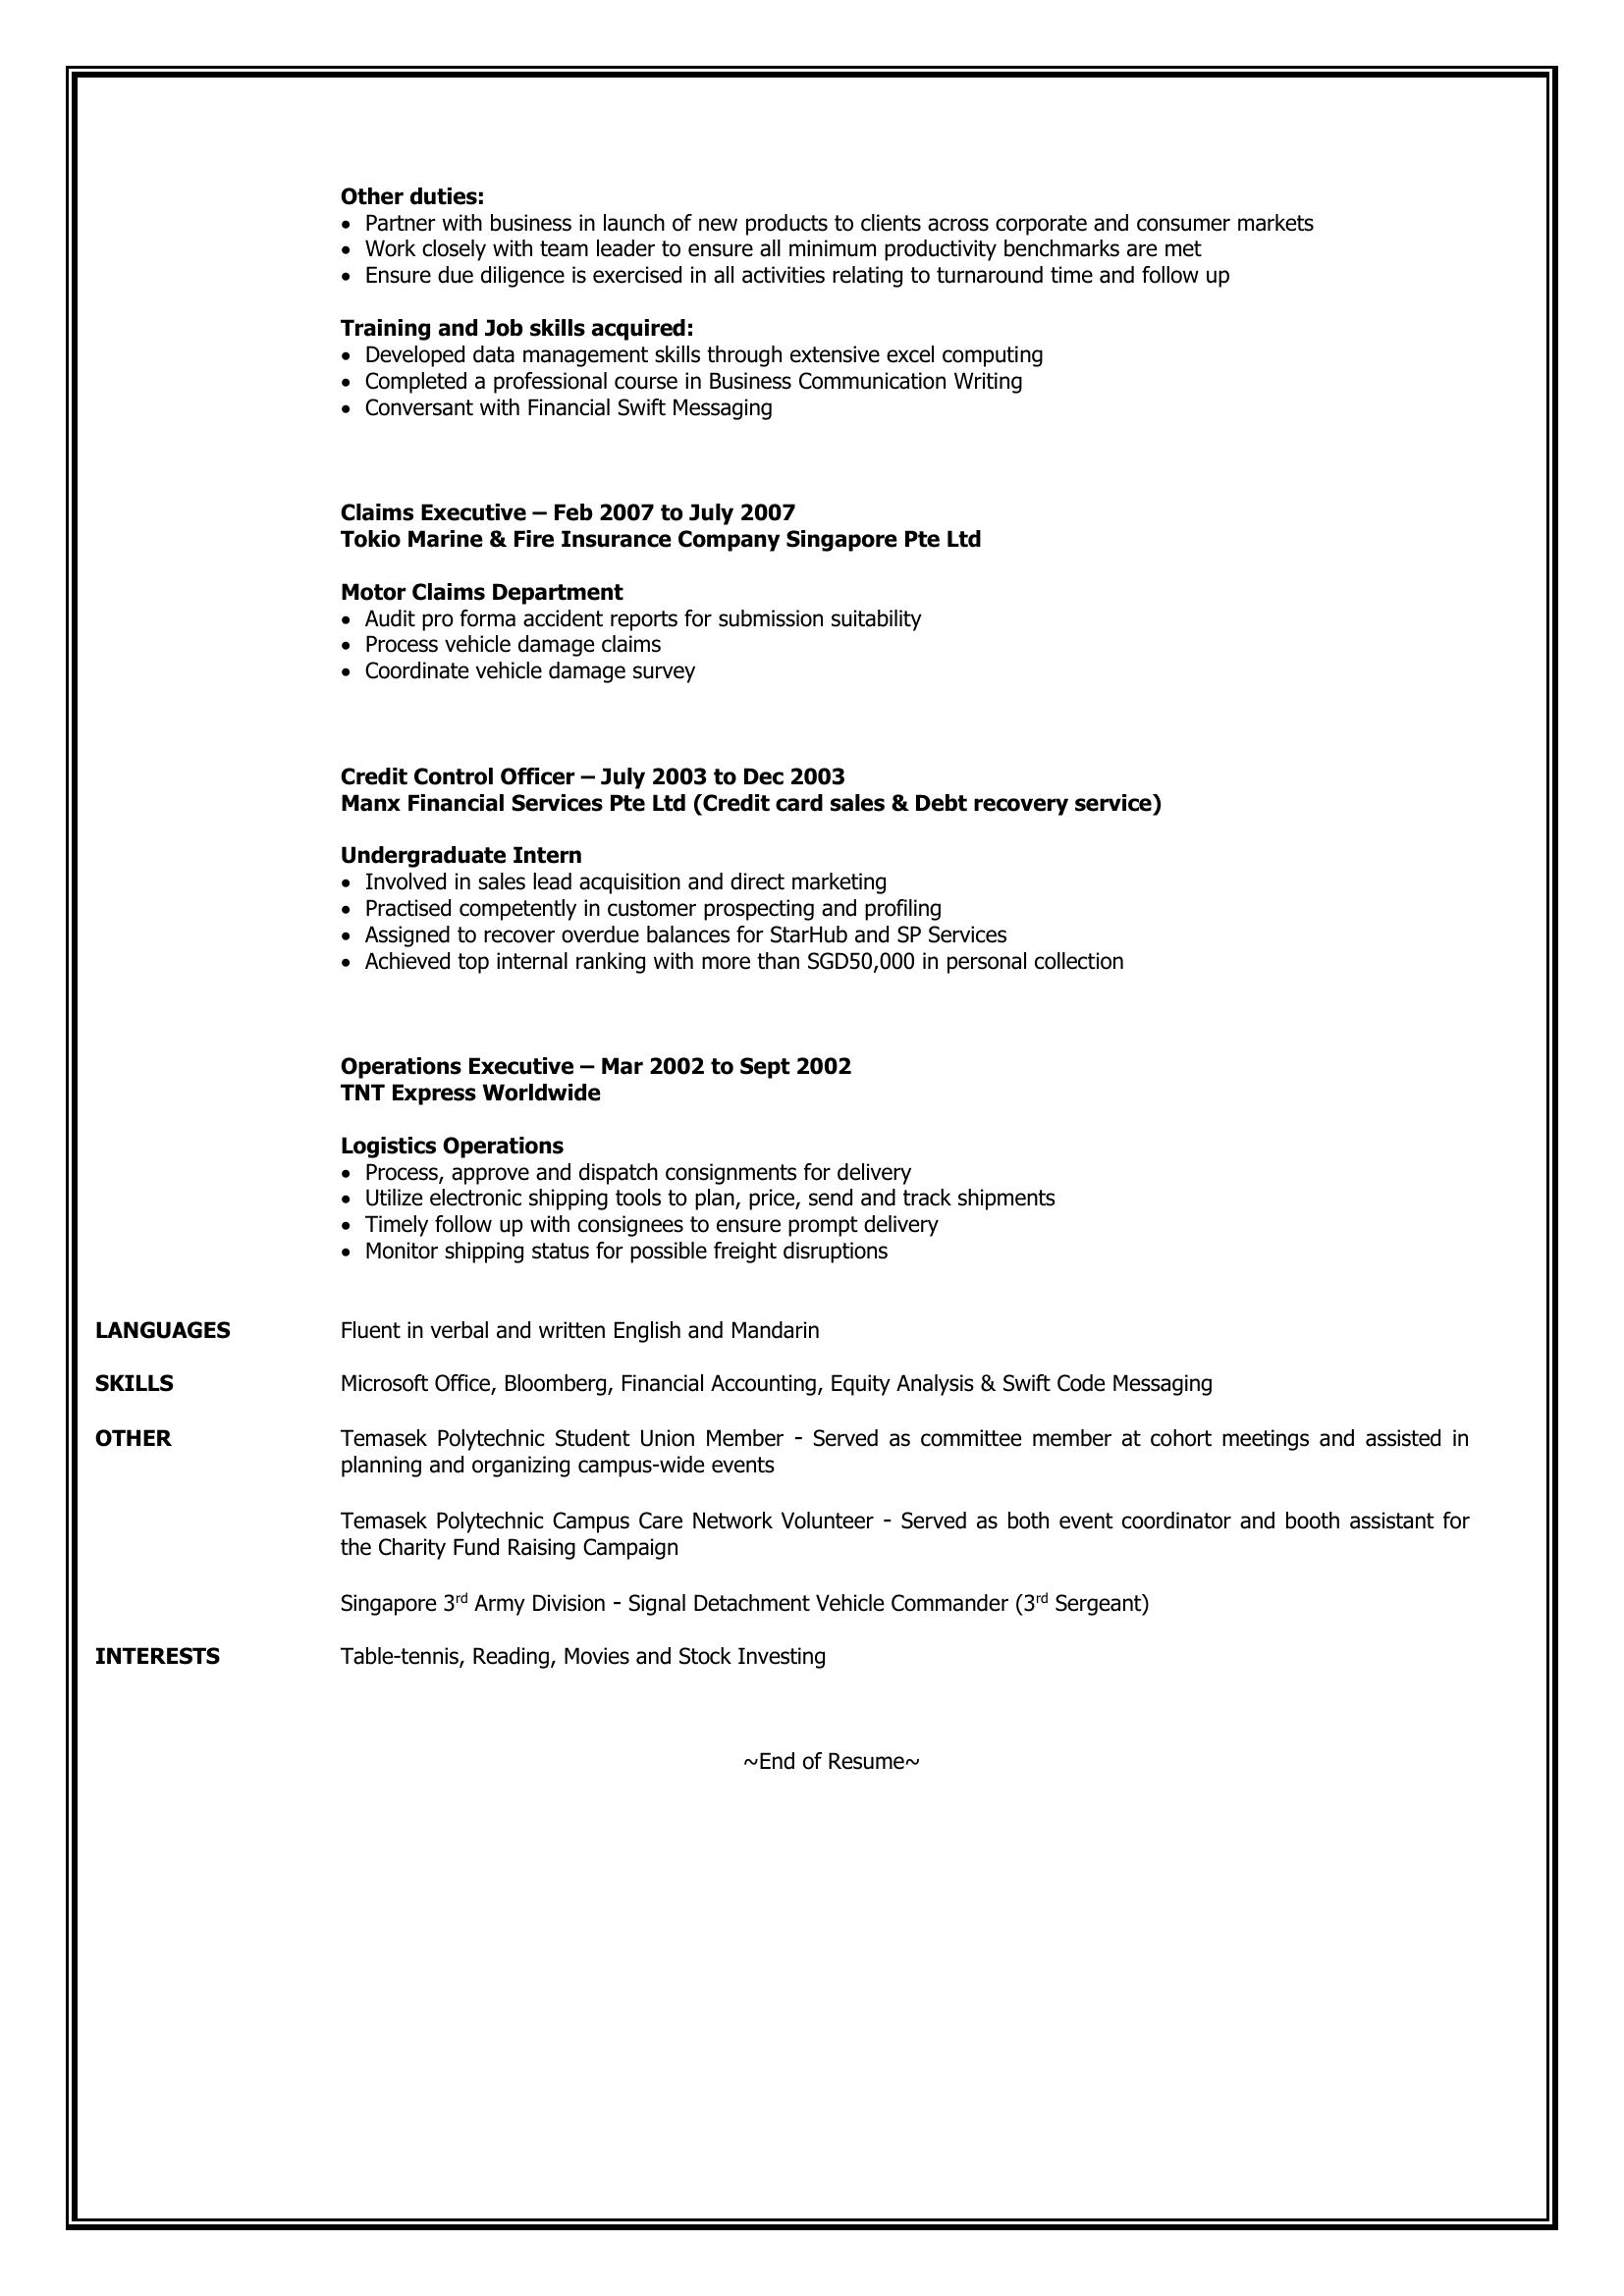 Other duties:
• Partner with business in launch of new products to clients across corporate and consumer markets
• Work closely with team leader to ensure all minimum productivity benchmarks are met
• Ensure due diligence is exercised in all activities relating to turnaround time and follow up
Training and Job skills acquired:
• Developed data management skills through extensive excel computing
• Completed a professional course in Business Communication Writing
• Conversant with Financial Swift Messaging
Claims Executive – Feb 2007 to July 2007
Tokio Marine & Fire Insurance Company Singapore Pte Ltd
Motor Claims Department
• Audit pro forma accident reports for submission suitability
• Process vehicle damage claims
• Coordinate vehicle damage survey
Credit Control Officer – July 2003 to Dec 2003
Manx Financial Services Pte Ltd (Credit card sales & Debt recovery service)
Undergraduate Intern
• Involved in sales lead acquisition and direct marketing
• Practised competently in customer prospecting and profiling
• Assigned to recover overdue balances for StarHub and SP Services
• Achieved top internal ranking with more than SGD50,000 in personal collection
Operations Executive – Mar 2002 to Sept 2002
TNT Express Worldwide
Logistics Operations
• Process, approve and dispatch consignments for delivery
• Utilize electronic shipping tools to plan, price, send and track shipments
• Timely follow up with consignees to ensure prompt delivery
• Monitor shipping status for possible freight disruptions
LANGUAGES Fluent in verbal and written English and Mandarin
SKILLS Microsoft Office, Bloomberg, Financial Accounting, Equity Analysis & Swift Code Messaging
OTHER Temasek Polytechnic Student Union Member - Served as committee member at cohort meetings and assisted in
planning and organizing campus-wide events
Temasek Polytechnic Campus Care Network Volunteer - Served as both event coordinator and booth assistant for
the Charity Fund Raising Campaign
Singapore 3rd Army Division - Signal Detachment Vehicle Commander (3rd Sergeant)
INTERESTS Table-tennis, Reading, Movies and Stock Investing
~End of Resume~